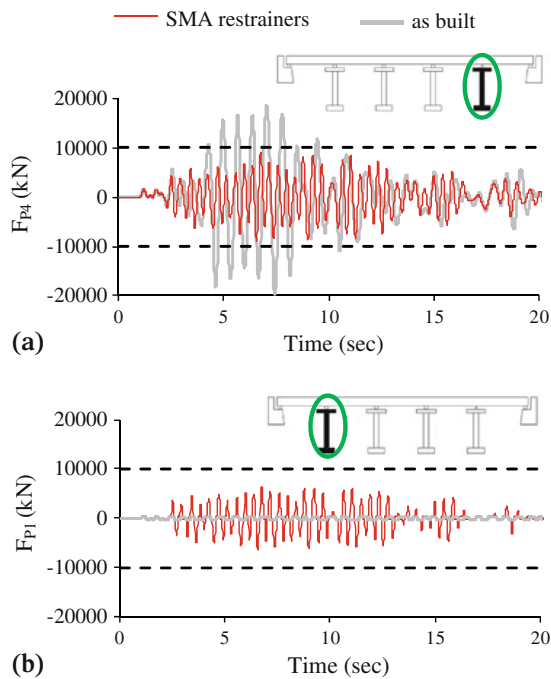 SMA restrainers as built
20000
10000
0
-10000
-20000
F_P4 (kN)
0 5 10 15 20
Time (sec)
(a)
20000
10000
0
-10000
-20000
F_P1 (kN)
0 5 10 15 20
Time (sec)
(b)